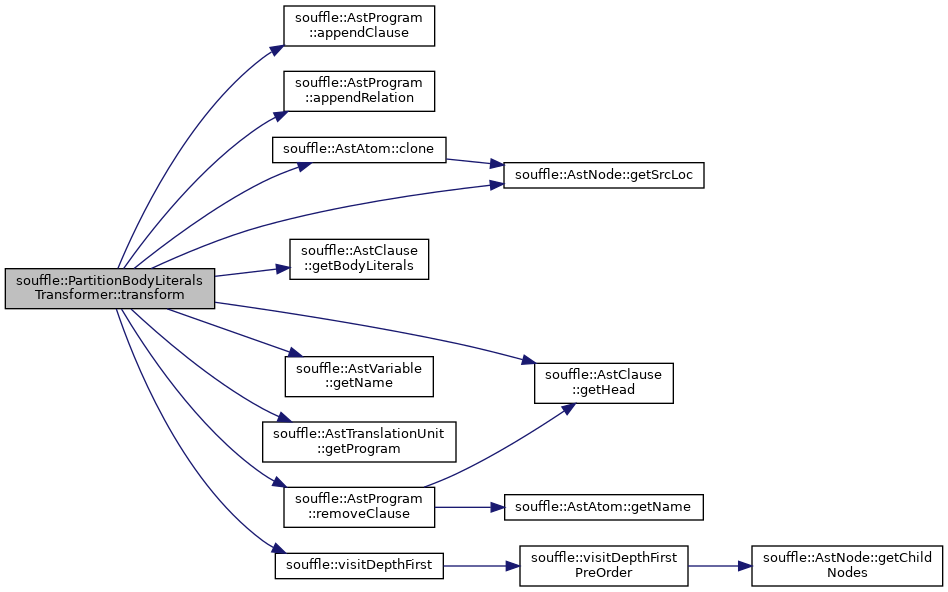 souffle::AstProgram
::appendClause
souffle::AstProgram
::appendRelation
souffle::AstAtom::clone
souffle::AstNode::getSrcLoc
souffle::AstClause
::getBodyLiterals
souffle::PartitionBodyLiterals
Transformer::transform
souffle::AstVariable
::getName
souffle::AstClause
::getHead
souffle::AstTranslationUnit
::getProgram
souffle::AstProgram
::removeClause
souffle::AstAtom::getName
souffle::visitDepthFirst
souffle::visitDepthFirst
PreOrder
souffle::AstNode::getChild
Nodes